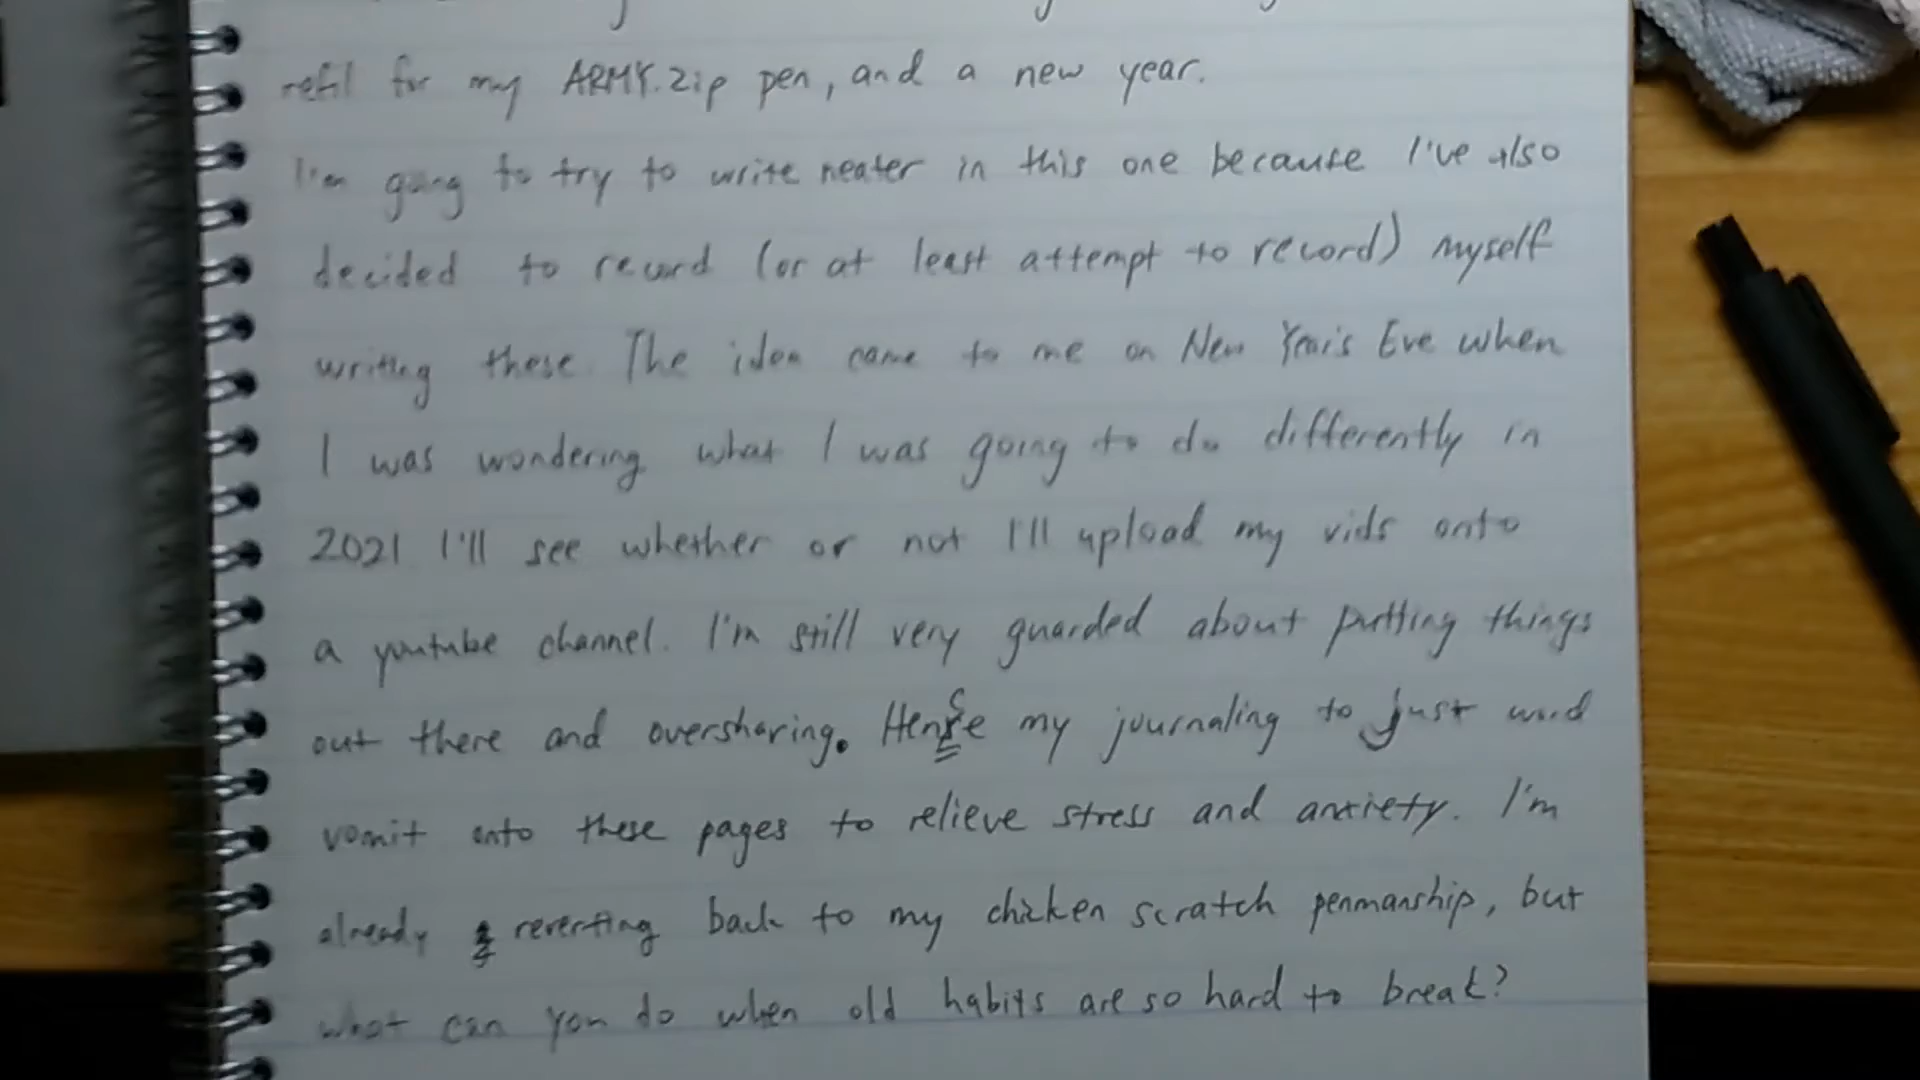 refil for my ARMY.zip pen, and a new year.
I'm going to try to write neater in this one because I've also
decided to record (or at least attempt to record) myself
writing these. The idea came to me on New Year's Eve when
I was wondering what I was going to do differently in
2021 I'll see whether or not I'll upload my vids onto
a youtube channel. I'm still very guarded about putting things
out there and oversharing. Hence my journaling to just word
vomit onto these pages to relieve stress and anxiety. I'm
already reverting back to my chicken scratch penmanship, but
what can you do when old habits are so hard to break?